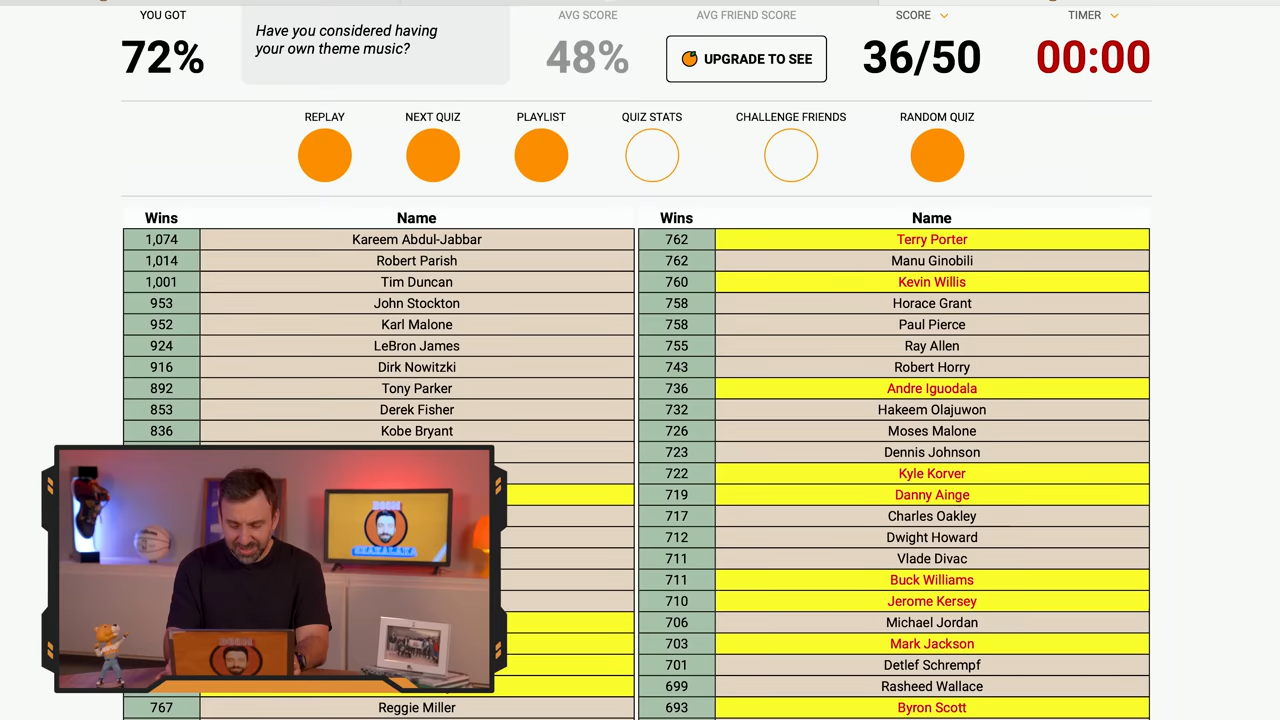 YOU GOT
72%
Have you considered having
your own theme music?
AVG SCORE
48%
AVG FRIEND SCORE
UPGRADE TO SEE
SCORE
36/50
TIMER
00:00
REPLAY
NEXT QUIZ
PLAYLIST
QUIZ STATS
CHALLENGE FRIENDS
RANDOM QUIZ
Wins Name
1,074 Kareem Abdul-Jabbar
1,014 Robert Parish
1,001 Tim Duncan
953 John Stockton
952 Karl Malone
924 LeBron James
916 Dirk Nowitzki
892 Tony Parker
853 Derek Fisher
836 Kobe Bryant
767 Reggie Miller
Wins Name
762 Terry Porter
762 Manu Ginobili
760 Kevin Willis
758 Horace Grant
758 Paul Pierce
755 Ray Allen
743 Robert Horry
736 Andre Iguodala
732 Hakeem Olajuwon
726 Moses Malone
723 Dennis Johnson
722 Kyle Korver
719 Danny Ainge
717 Charles Oakley
712 Dwight Howard
711 Vlade Divac
711 Buck Williams
710 Jerome Kersey
706 Michael Jordan
703 Mark Jackson
701 Detlef Schrempf
699 Rasheed Wallace
693 Byron Scott